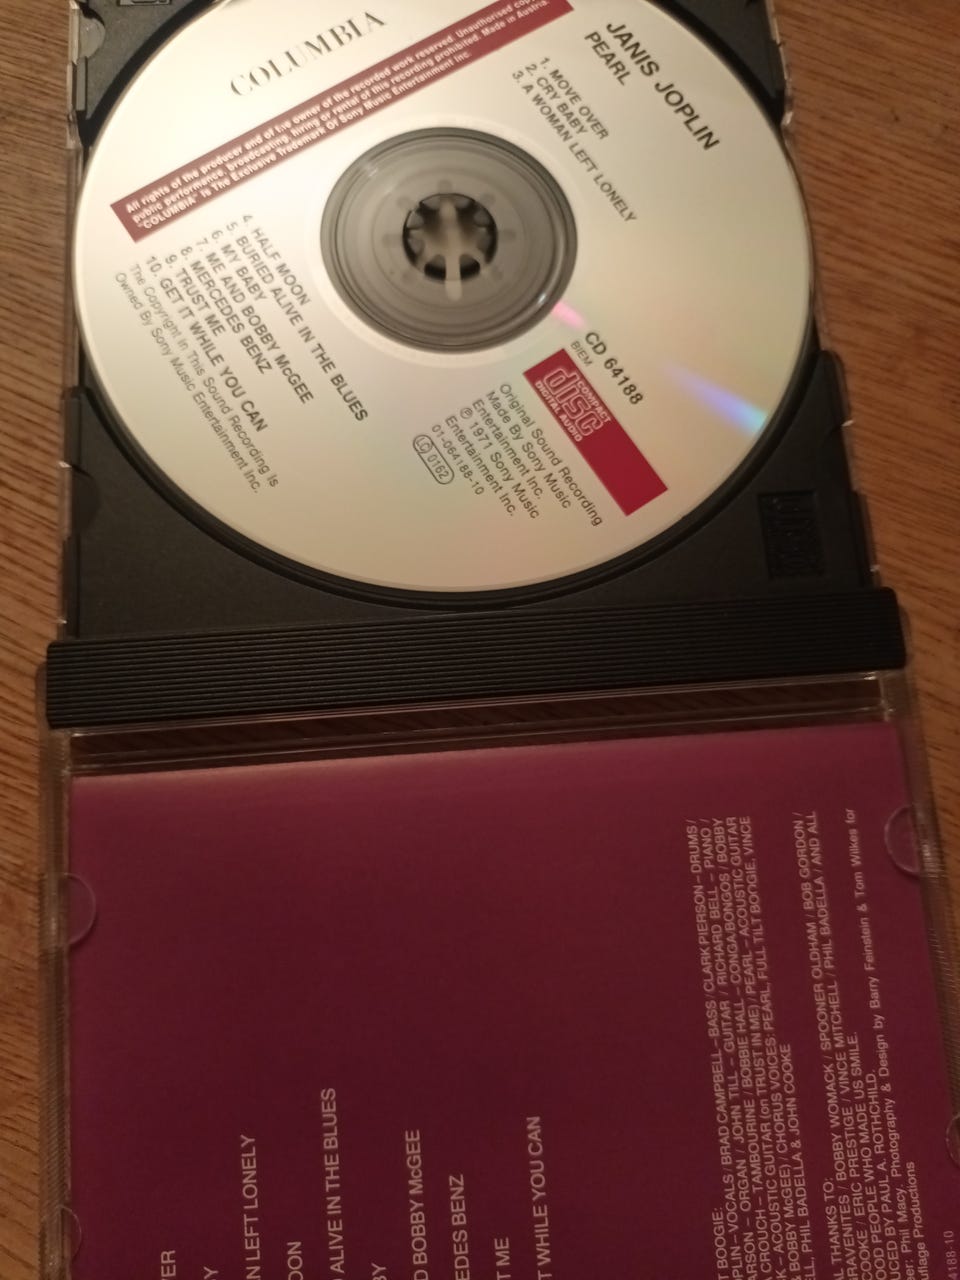 COLUMBIA
All rights of the producer and of the owner of the recorded work reserved. Unauthorised
public performance, broadcasting, hiring or rental of this recording prohibited. Made in Austria.
"COLUMBIA" Is The Exclusive Trademark Of Sony Music Entertainment Inc.
JANIS JOPLIN
PEARL
1. MOVE OVER
2. CRY BABY
3. A WOMAN LEFT LONELY
4. HALF MOON
5. BURIED ALIVE IN THE BLUES
6. MY BABY
7. ME AND BOBBY McGEE
8. MERCEDES BENZ
9. TRUST ME
10. GET IT WHILE YOU CAN
The Copyright In This Sound Recording is
Owned By Sony Music Entertainment Inc.
CD 64188
BIEM
COMPACT
disc
DIGITAL AUDIO
Original Sound Recording
Made By Sony Music
Entertainment Inc.
℗ 1971 Sony Music
Entertainment Inc.
01-064188-10
LC 0162
LEFT LONELY
ALIVE IN THE BLUES
BOBBY McGEE
BENZ
ME
WHILE YOU CAN
BOOGIE:
VOCALS / BRAD CAMPBELL – BASS / CLARK PIERSON – DRUMS /
ORGAN / JOHN TILL – GUITAR / RICHARD BELL – PIANO /
CROUCH – TAMBOURINE / BOBBIE HALL – CONGA/BONGOS / BOBBY
ACOUSTIC GUITAR (on TRUST IN ME) / PEARL – ACOUSTIC GUITAR
BOBBY McGEE) / CHORUS VOICES: PEARL, FULL TILT BOOGIE, VINCE
PHIL BADELLA & JOHN COOKE
THANKS TO:
BOBBY WOMACK / SPOONER OLDHAM / BOB GORDON /
ERIC PRESTIGE / VINCE MITCHELL / PHIL BADELLA / AND ALL
PEOPLE WHO MADE US SMILE.
BY PAUL A. ROTHCHILD.
Phil Macy. Photography & Design by Barry Feinstein & Tom Wilkes for
Productions